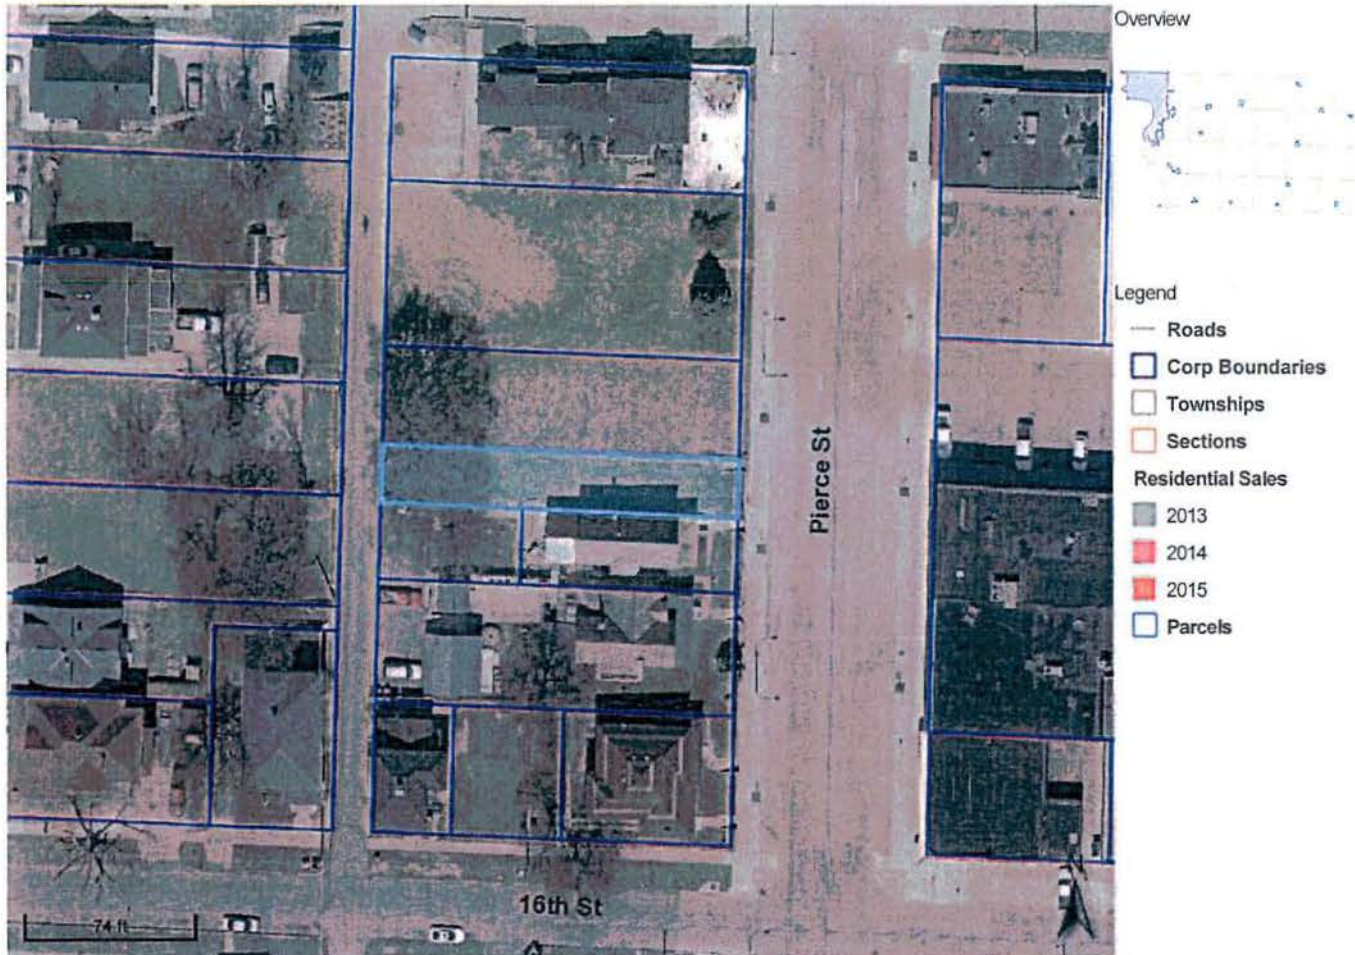 Overview
Legend
Roads
Corp Boundaries
Townships
Sections
Residential Sales
2013
2014
2015
Parcels
Pierce St
16th St
74 ft